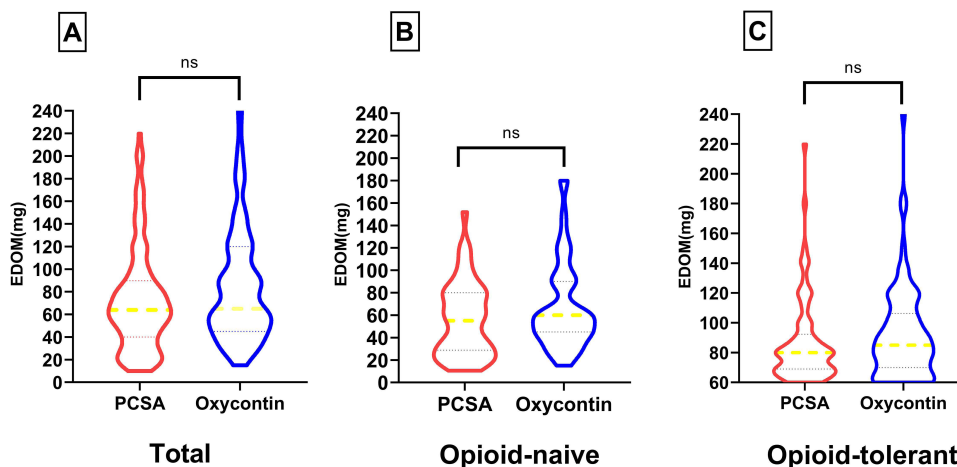 A
ns
EDOM(mg)
240
220
200
180
160
140
120
100
80
60
40
20
0
PCSA Oxycontin
Total
B
ns
EDOM(mg)
240
220
200
180
160
140
120
100
80
60
40
20
0
PCSA Oxycontin
Opioid-naive
C
ns
EDOM(mg)
240
220
200
180
160
140
120
100
80
60
PCSA Oxycontin
Opioid-tolerant